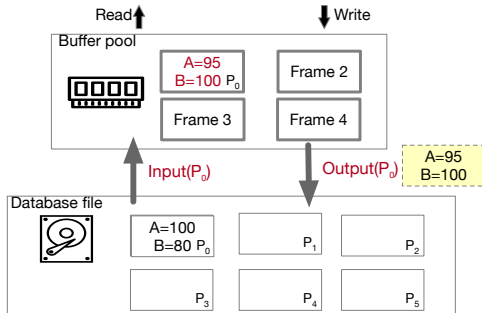 Read
Write
Buffer pool
A=95
B=100 P0
Frame 2
Frame 3
Frame 4
Input(P0)
Output(P0)
A=95
B=100
Database file
A=100
B=80 P0
P1
P2
P3
P4
P5